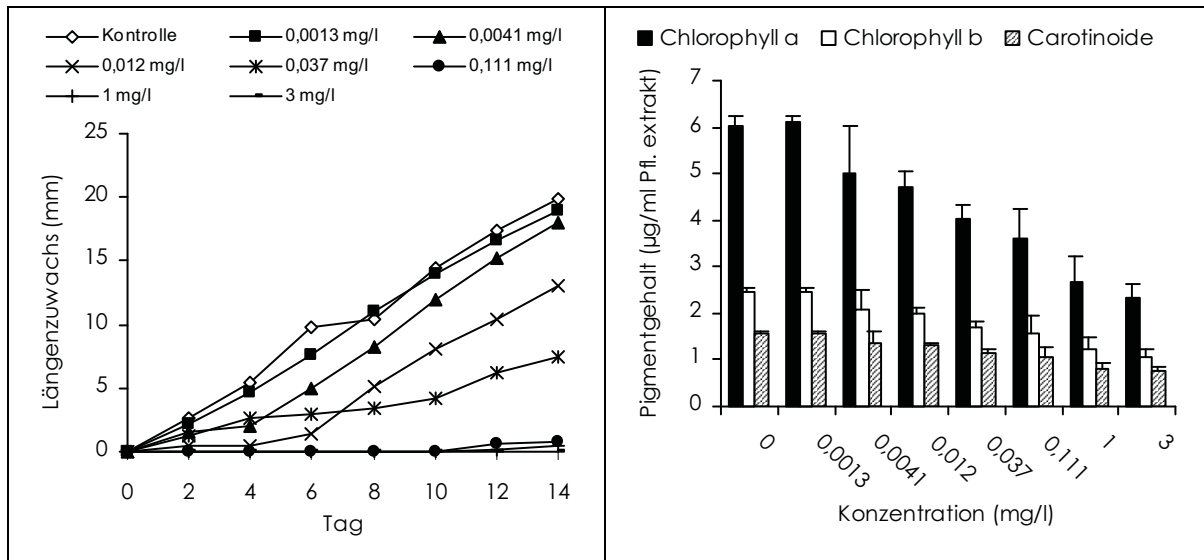 Kontrolle 0,0013 mg/l 0,0041 mg/l
0,012 mg/l 0,037 mg/l 0,111 mg/l
1 mg/l 3 mg/l
Längenzuwachs (mm)
25
20
15
10
5
0
0 2 4 6 8 10 12 14
Tag
Chlorophyll a Chlorophyll b Carotinoide
Pigmentgehalt (µg/ml Pfl. extrakt)
7
6
5
4
3
2
1
0
0 0,0013 0,0041 0,012 0,037 0,111 1 3
Konzentration (mg/l)